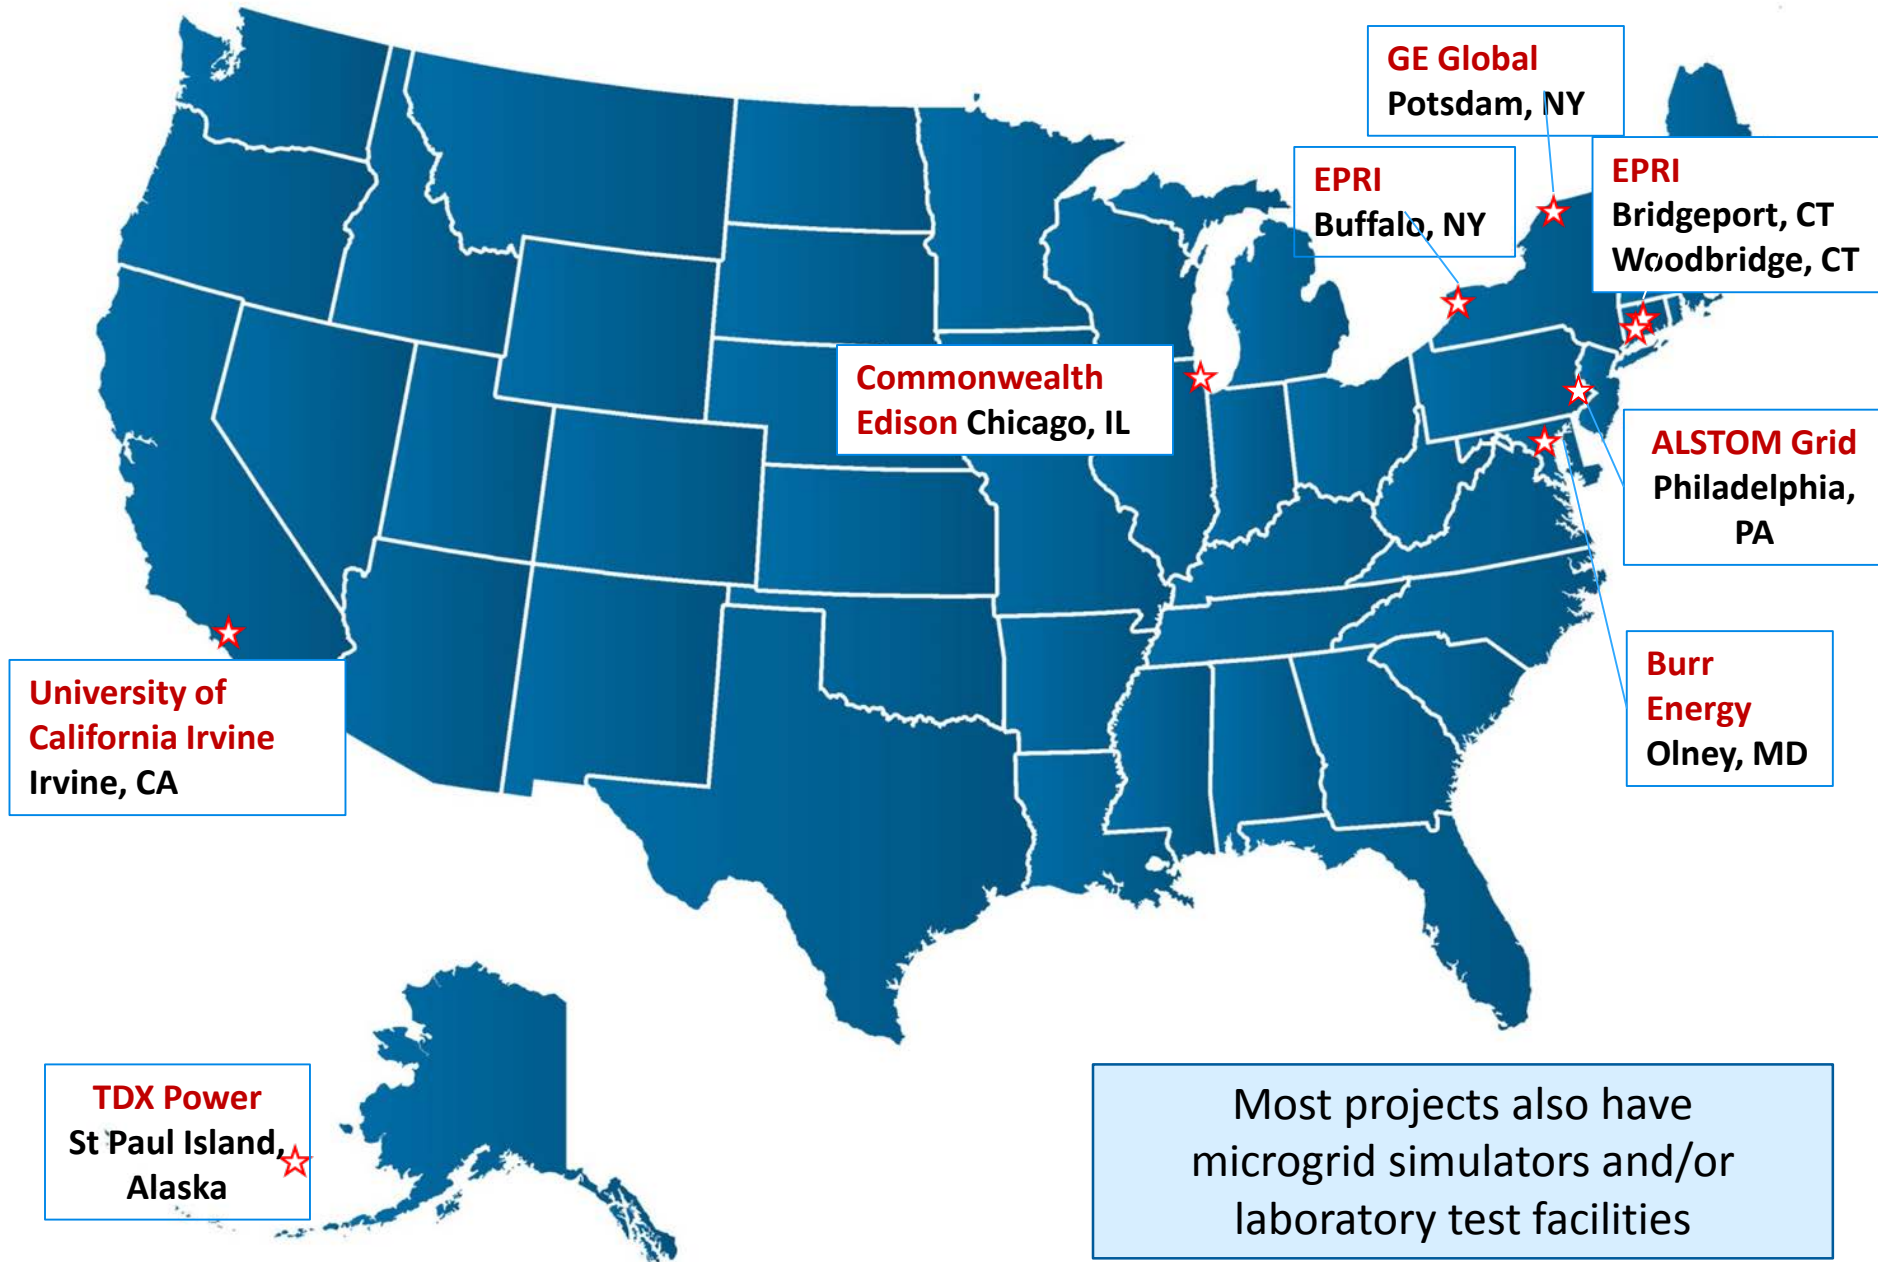 GE Global
Potsdam, NY
EPRI
Buffalo, NY
EPRI
Bridgeport, CT
Woodbridge, CT
Commonwealth
Edison Chicago, IL
ALSTOM Grid
Philadelphia,
PA
Burr
Energy
Olney, MD
University of
California Irvine
Irvine, CA
TDX Power
St Paul Island,
Alaska
Most projects also have
microgrid simulators and/or
laboratory test facilities